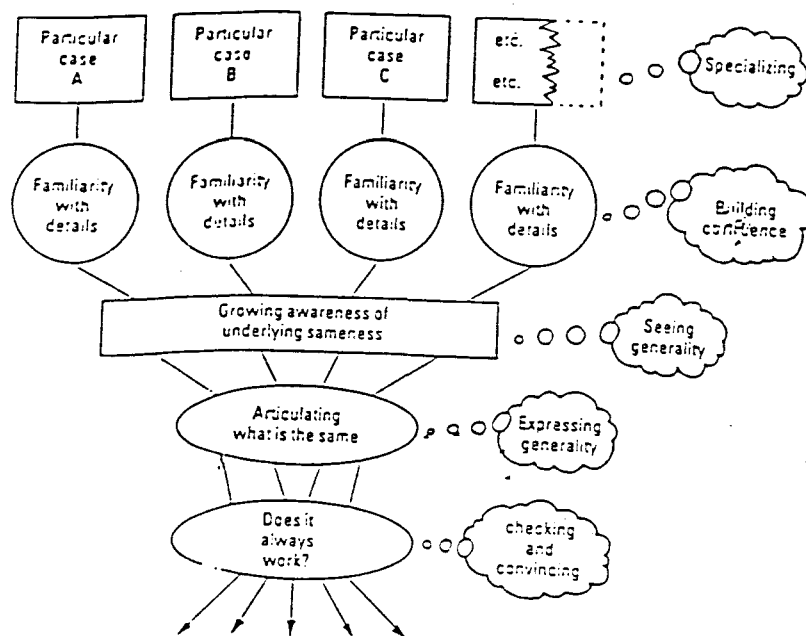 Particular
case
A
Particular
case
B
Particular
case
C
etc.
etc.
Specializing
Familiarity
with
details
Familiarity
with
details
Familiarity
with
details
Familiarity
with
details
Building
confidence
Growing awareness of
underlying sameness
Seeing
generality
Articulating
what is the same
Expressing
generality
Does it
always
work?
checking
and
convincing